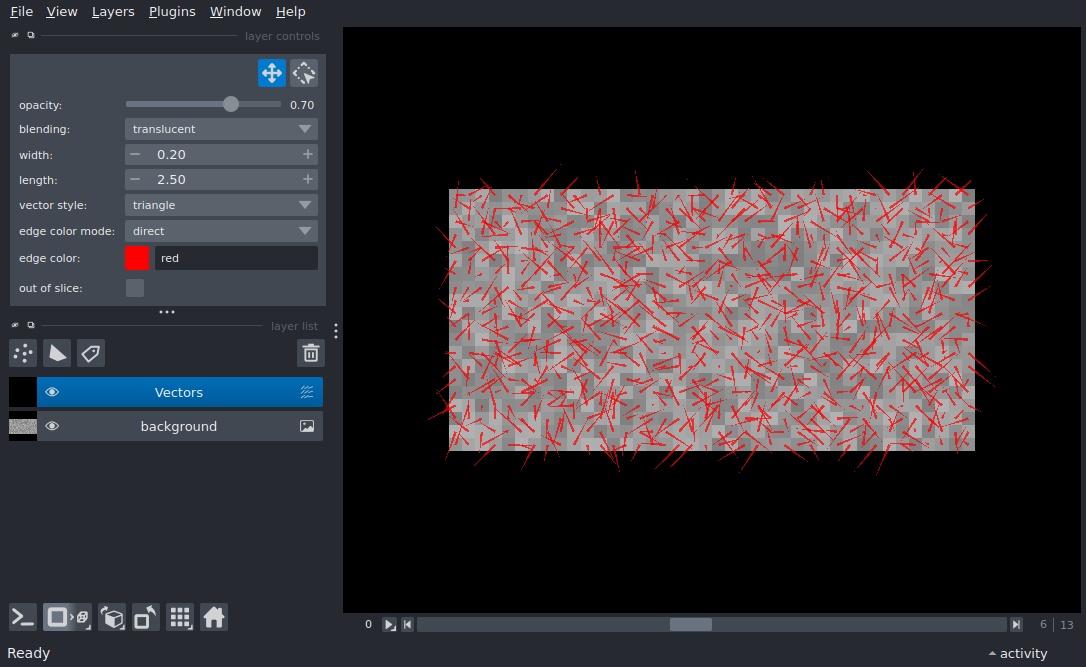 File View Layers Plugins Window Help
layer controls
opacity: 0.70
blending: translucent
width: − 0.20 +
length: − 2.50 +
vector style: triangle
edge color mode: direct
edge color: red
out of slice:
layer list
Vectors
background
0 6 | 13
Ready activity